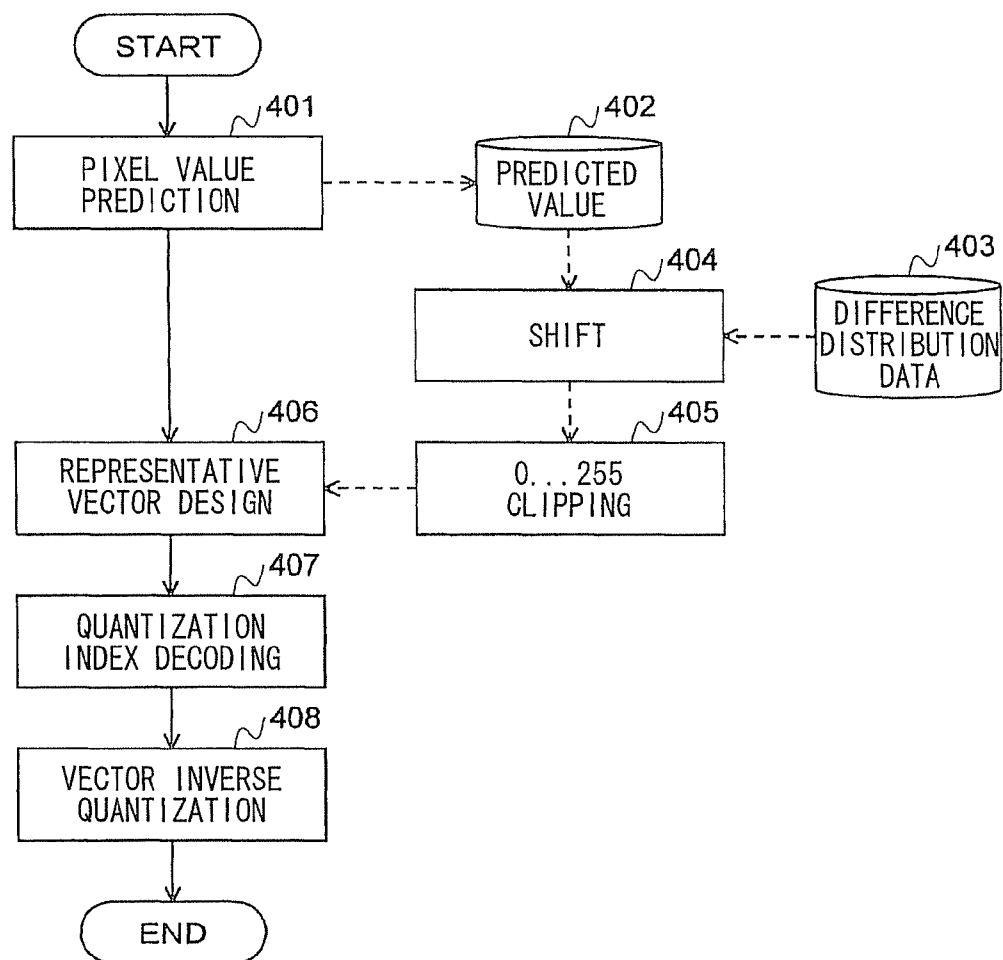 START
401
PIXEL VALUE
PREDICTION
402
PREDICTED
VALUE
403
DIFFERENCE
DISTRIBUTION
DATA
404
SHIFT
405
0...255
CLIPPING
406
REPRESENTATIVE
VECTOR DESIGN
407
QUANTIZATION
INDEX DECODING
408
VECTOR INVERSE
QUANTIZATION
END